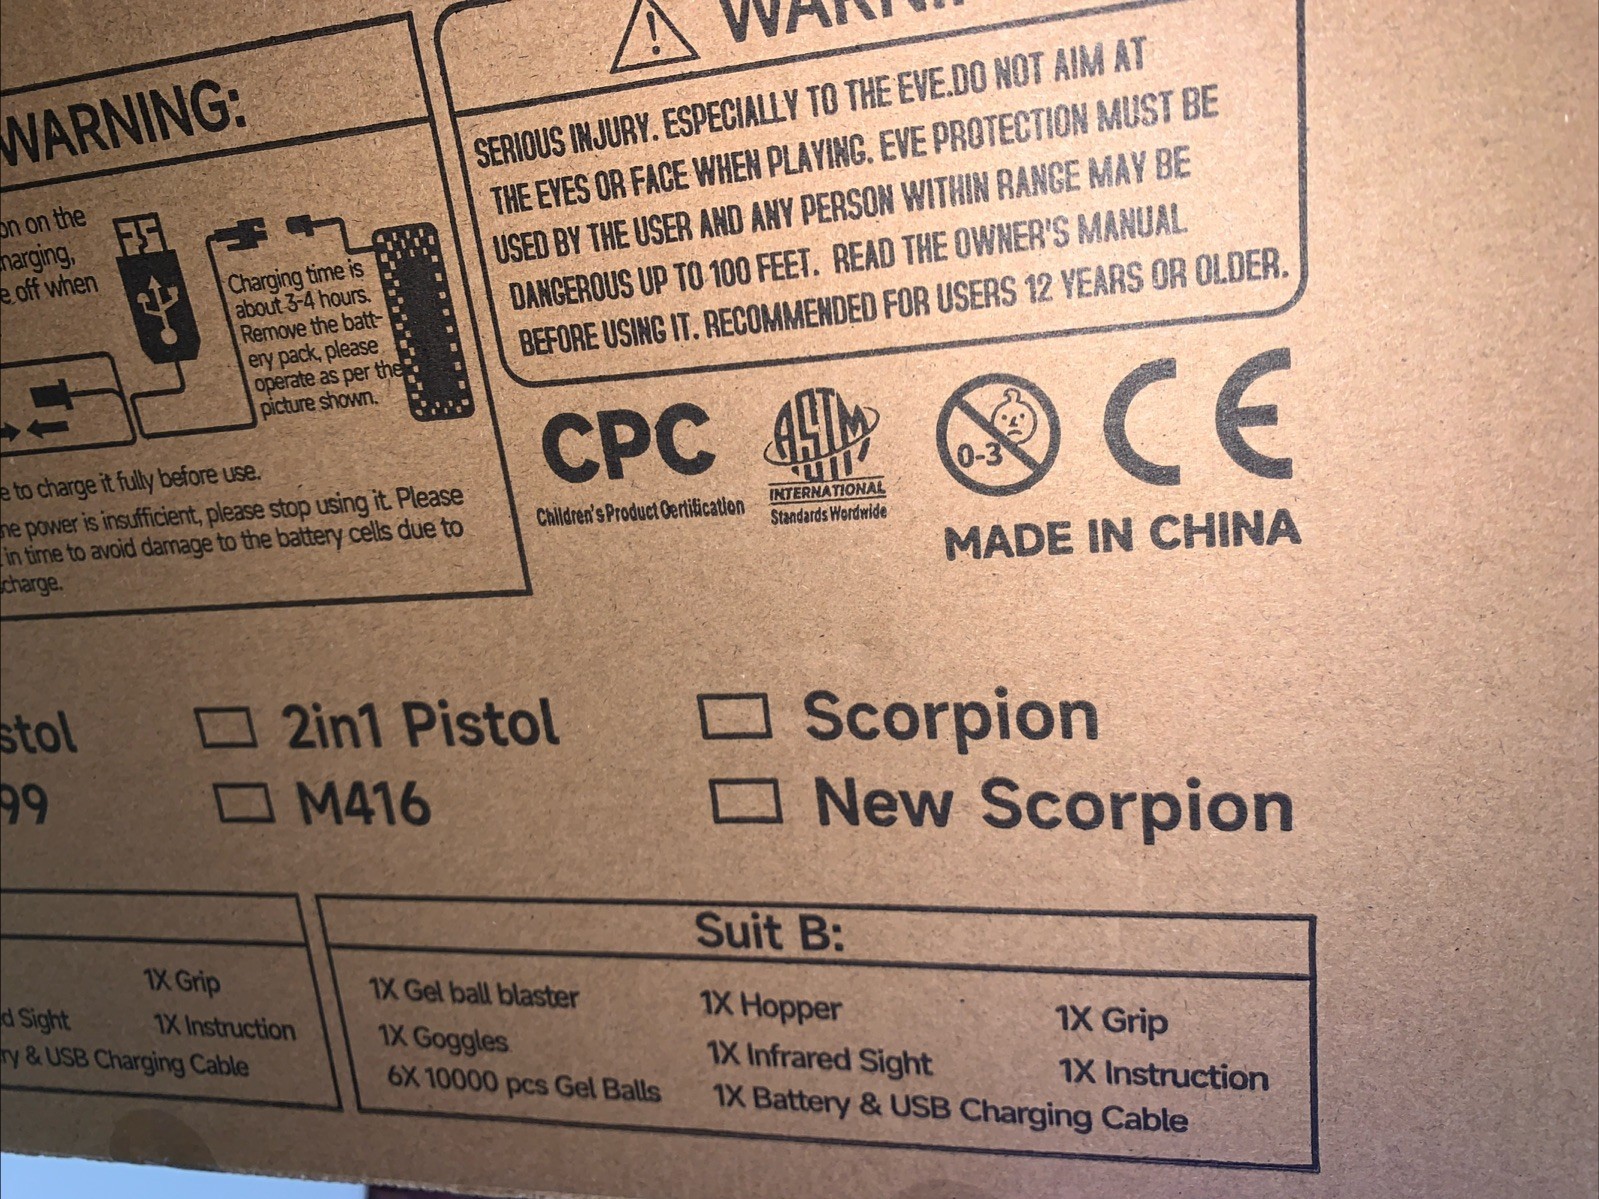 WARNING:
on on the
harging,
e off when
Charging time is
about 3-4 hours.
Remove the batt-
ery pack, please
operate as per the
picture shown.
e to charge it fully before use.
he power is insufficient, please stop using it. Please
in time to avoid damage to the battery cells due to
charge.
WARNI
SERIOUS INJURY. ESPECIALLY TO THE EVE.DO NOT AIM AT
THE EYES OR FACE WHEN PLAYING. EVE PROTECTION MUST BE
USED BY THE USER AND ANY PERSON WITHIN RANGE MAY BE
DANGEROUS UP TO 100 FEET. READ THE OWNER'S MANUAL
BEFORE USING IT. RECOMMENDED FOR USERS 12 YEARS OR OLDER.
CPC
Children's Product Oertification
ASTM
INTERNATIONAL
Standards Wordwide
0-3
CE
MADE IN CHINA
stol
2in1 Pistol
Scorpion
99
M416
New Scorpion
1X Grip
d Sight
1X Instruction
ry & USB Charging Cable
Suit B:
1X Gel ball blaster
1X Hopper
1X Grip
1X Goggles
1X Infrared Sight
1X Instruction
6X 10000 pcs Gel Balls
1X Battery & USB Charging Cable